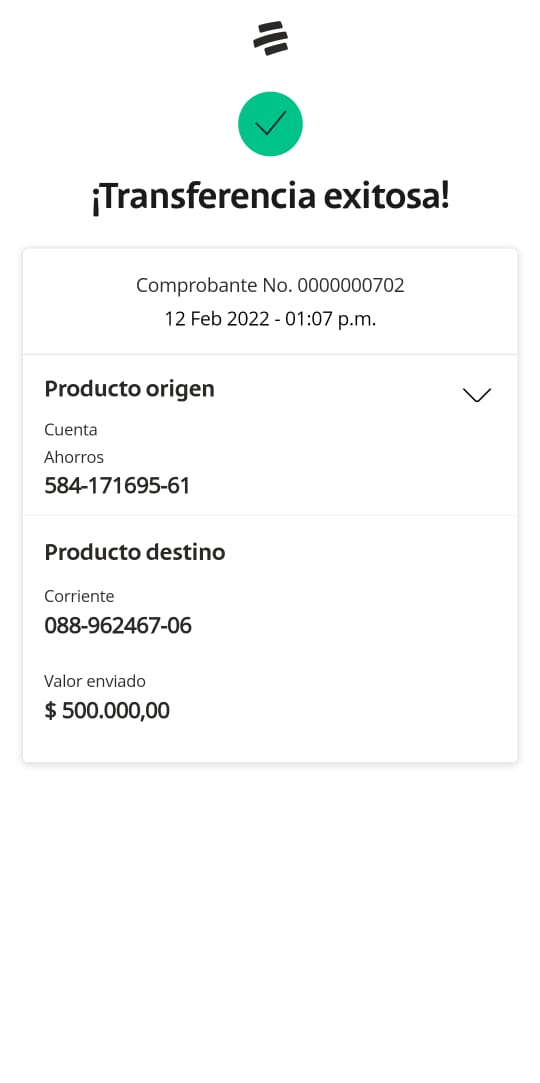 ¡Transferencia exitosa!
Comprobante No. 0000000702
12 Feb 2022 - 01:07 p.m.
Producto origen
Cuenta
Ahorros
584-171695-61
Producto destino
Corriente
088-962467-06
Valor enviado
$ 500.000,00